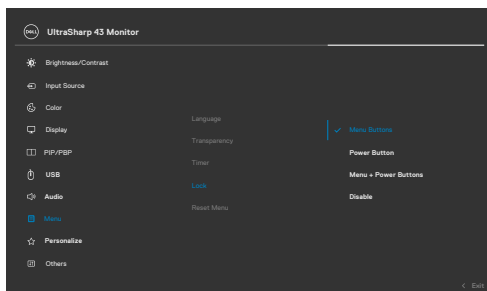 DELL UltraSharp 43 Monitor
Brightness/Contrast
Input Source
Color
Display
PIP/PBP
USB
Audio
Menu
Personalize
Others
Language
Transparency
Timer
Lock
Reset Menu
Menu Buttons
Power Button
Menu + Power Buttons
Disable
< Exit